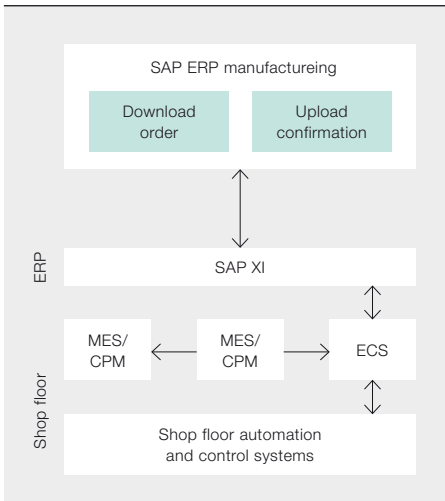 SAP ERP manufactureing
Download
order
Upload
confirmation
ERP
SAP XI
Shop floor
MES/
CPM
MES/
CPM
ECS
Shop floor automation
and control systems